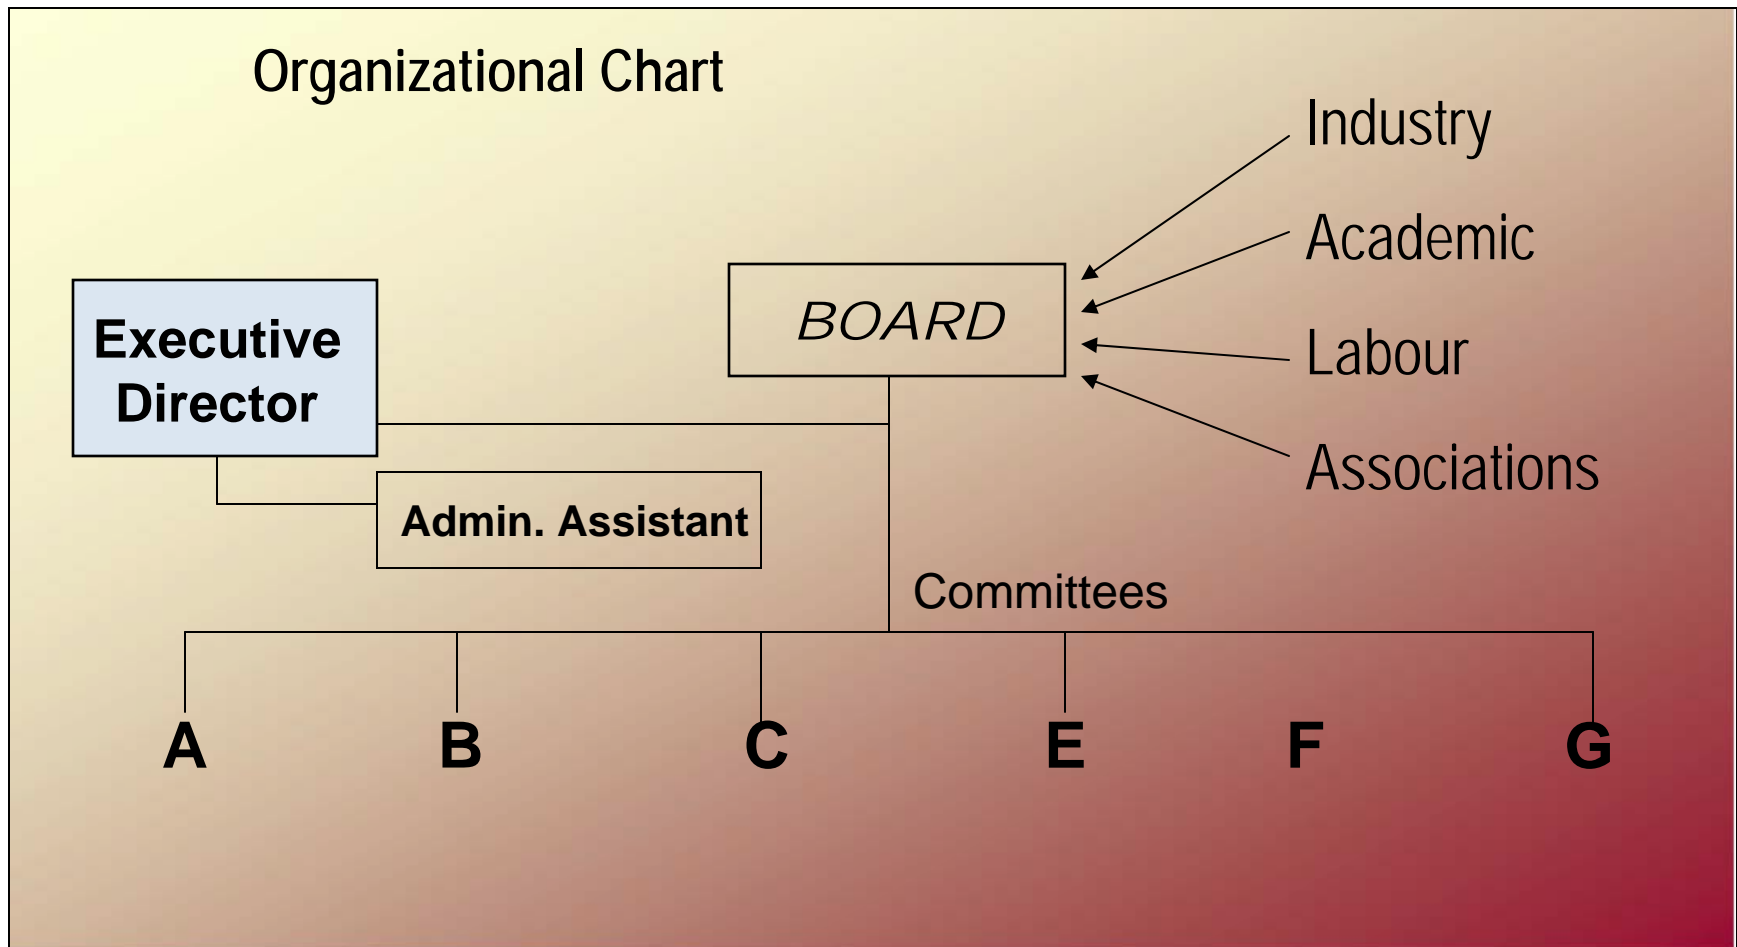 Organizational Chart
Industry
Academic
BOARD
Executive
Director
Labour
Associations
Admin. Assistant
Committees
A B C E F G